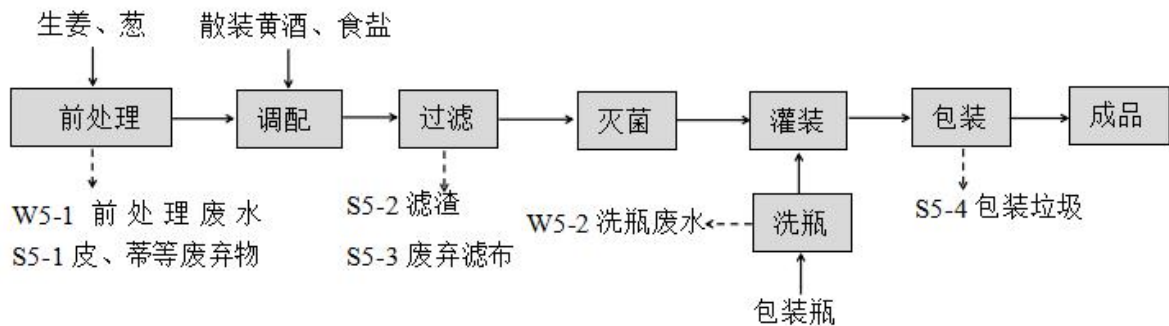 生姜、葱
散装黄酒、食盐
前处理
调配
过滤
灭菌
灌装
包装
成品
W5-1 前处理废水
S5-1 皮、蒂等废弃物
S5-2 滤渣
S5-3 废弃滤布
W5-2 洗瓶废水
洗瓶
S5-4 包装垃圾
包装瓶